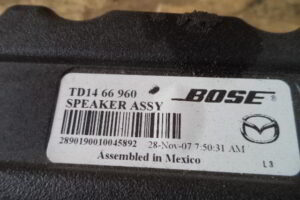 TD14 66 960
SPEAKER ASSY
BOSE®
2890190010045892
28-Nov-07 7:50:31 AM
Assembled in Mexico
L3